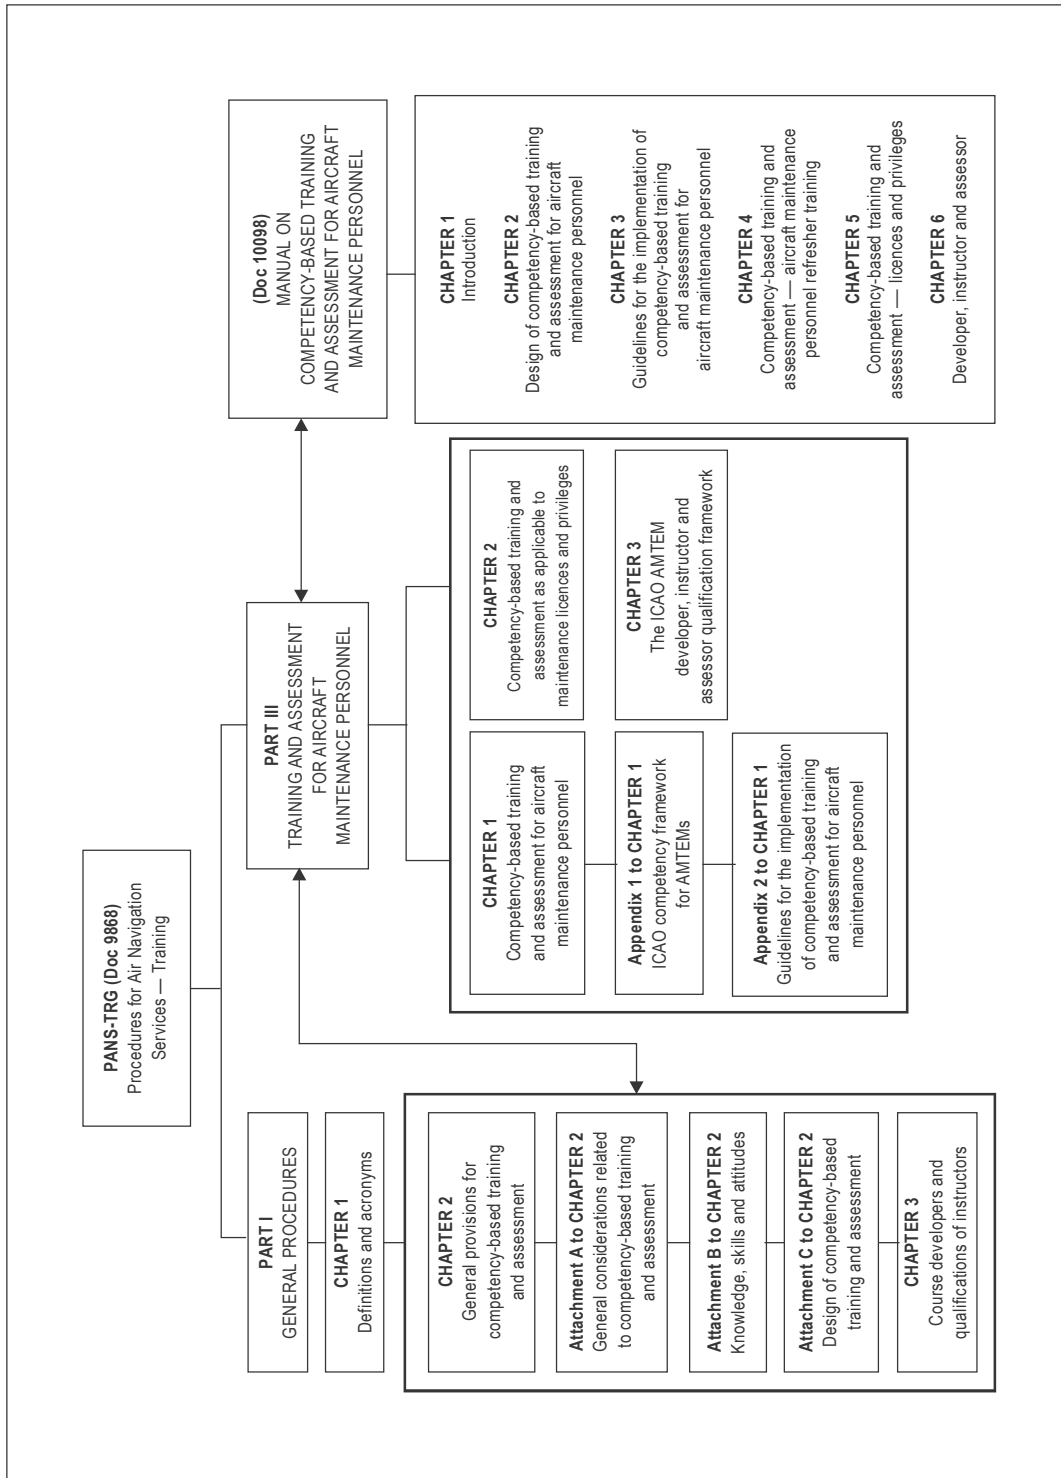 PANS-TRG (Doc 9868)
Procedures for Air Navigation
Services — Training
PART I
GENERAL PROCEDURES
CHAPTER 1
Definitions and acronyms
CHAPTER 2
General provisions for
competency-based training
and assessment
Attachment A to CHAPTER 2
General considerations related
to competency-based training
and assessment
Attachment B to CHAPTER 2
Knowledge, skills and attitudes
Attachment C to CHAPTER 2
Design of competency-based
training and assessment
CHAPTER 3
Course developers and
qualifications of instructors
PART III
TRAINING AND ASSESSMENT
FOR AIRCRAFT
MAINTENANCE PERSONNEL
CHAPTER 1
Competency-based training
and assessment for aircraft
maintenance personnel
Appendix 1 to CHAPTER 1
ICAO competency framework
for AMTEMs
Appendix 2 to CHAPTER 1
Guidelines for the implementation
of competency-based training
and assessment for aircraft
maintenance personnel
CHAPTER 2
Competency-based training and
assessment as applicable to
maintenance licences and privileges
CHAPTER 3
The ICAO AMTEM
developer, instructor and
assessor qualification framework
(Doc 10098)
MANUAL ON
COMPETENCY-BASED TRAINING
AND ASSESSMENT FOR AIRCRAFT
MAINTENANCE PERSONNEL
CHAPTER 1
Introduction
CHAPTER 2
Design of competency-based training
and assessment for aircraft
maintenance personnel
CHAPTER 3
Guidelines for the implementation of
competency-based training
and assessment for
aircraft maintenance personnel
CHAPTER 4
Competency-based training and
assessment — aircraft maintenance
personnel refresher training
CHAPTER 5
Competency-based training and
assessment — licences and privileges
CHAPTER 6
Developer, instructor and assessor